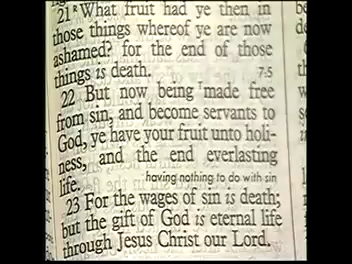 21 R What fruit had ye then in
those things whereof ye are now
ashamed? for the end of those
things is death. 7:5
22 But now being made free
from sin, and become servants to
God, ye have your fruit unto holi-
ness, and the end everlasting
life. having nothing to do with sin
23 For the wages of sin is death;
but the gift of God is eternal life
through Jesus Christ our Lord.